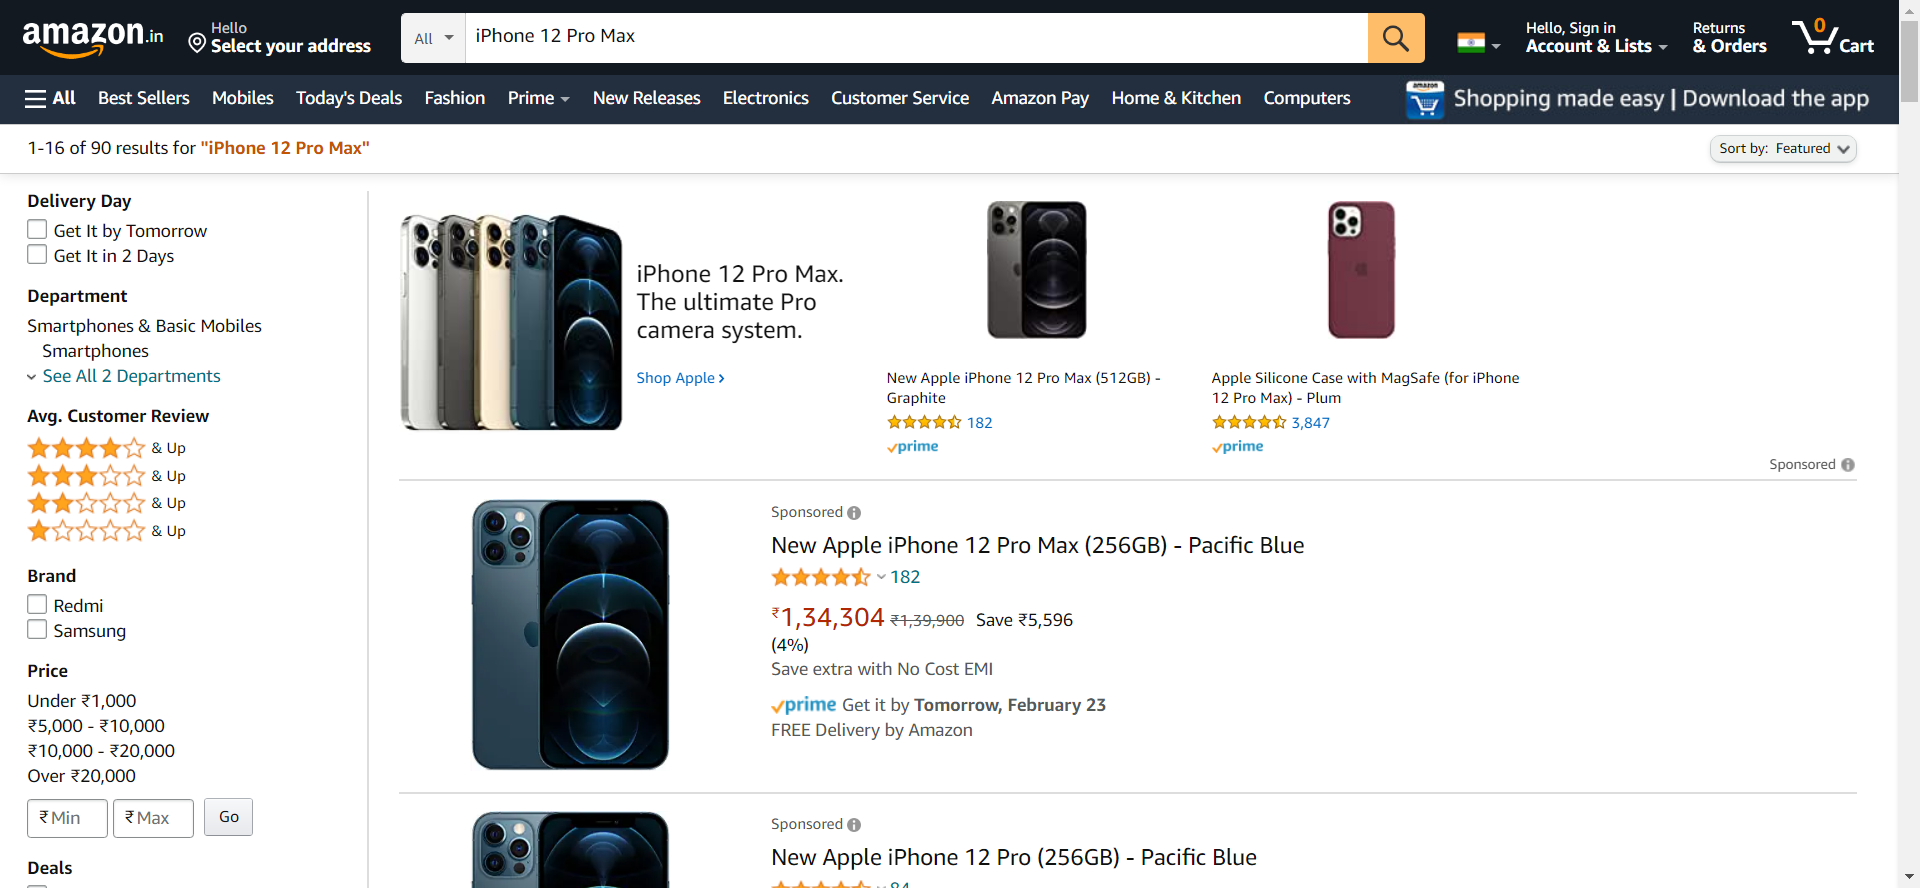 amazon.in
Hello
Select your address
All
iPhone 12 Pro Max
Hello, Sign in
Account & Lists
Returns
& Orders
0
Cart
All
Best Sellers
Mobiles
Today's Deals
Fashion
Prime
New Releases
Electronics
Customer Service
Amazon Pay
Home & Kitchen
Computers
amazon
Shopping made easy | Download the app
1-16 of 90 results for "iPhone 12 Pro Max"
Sort by: Featured
Delivery Day
Get It by Tomorrow
Get It in 2 Days
Department
Smartphones & Basic Mobiles
Smartphones
See All 2 Departments
Avg. Customer Review
& Up
& Up
& Up
& Up
Brand
Redmi
Samsung
Price
Under ₹1,000
₹5,000 - ₹10,000
₹10,000 - ₹20,000
Over ₹20,000
₹ Min
₹ Max
Go
Deals
iPhone 12 Pro Max.
The ultimate Pro
camera system.
Shop Apple ›
New Apple iPhone 12 Pro Max (512GB) -
Graphite
182
prime
Apple Silicone Case with MagSafe (for iPhone
12 Pro Max) - Plum
3,847
prime
Sponsored
Sponsored
New Apple iPhone 12 Pro Max (256GB) - Pacific Blue
182
₹1,34,304 ₹1,39,900 Save ₹5,596
(4%)
Save extra with No Cost EMI
prime Get it by Tomorrow, February 23
FREE Delivery by Amazon
Sponsored
New Apple iPhone 12 Pro (256GB) - Pacific Blue
84